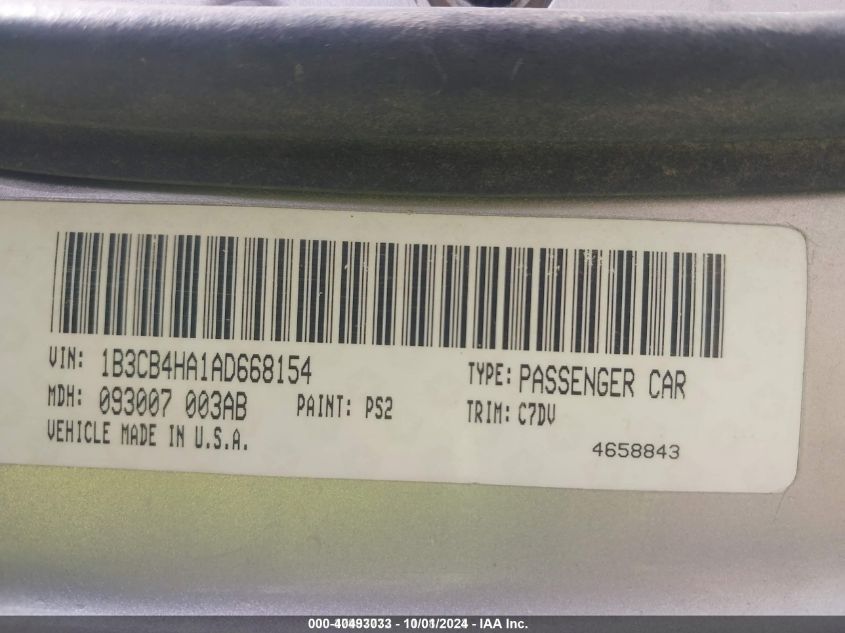 VIN: 1B3CB4HA1AD668154 TYPE: PASSENGER CAR
MDH: 093007 003AB PAINT: PS2 TRIM: C7DV
VEHICLE MADE IN U.S.A. 4658843
000-40493033 - 10/01/2024 - IAA Inc.